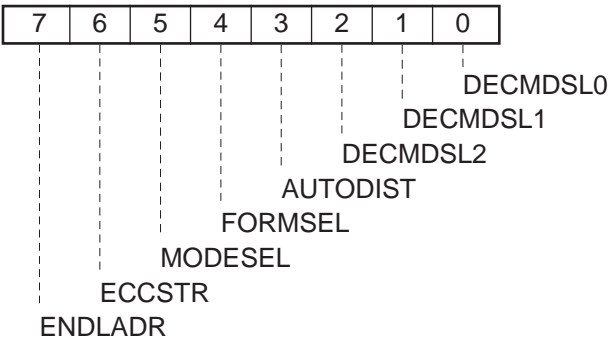 7 6 5 4 3 2 1 0
DECMDSL0
DECMDSL1
DECMDSL2
AUTODIST
FORMSEL
MODESEL
ECCSTR
ENDLADR